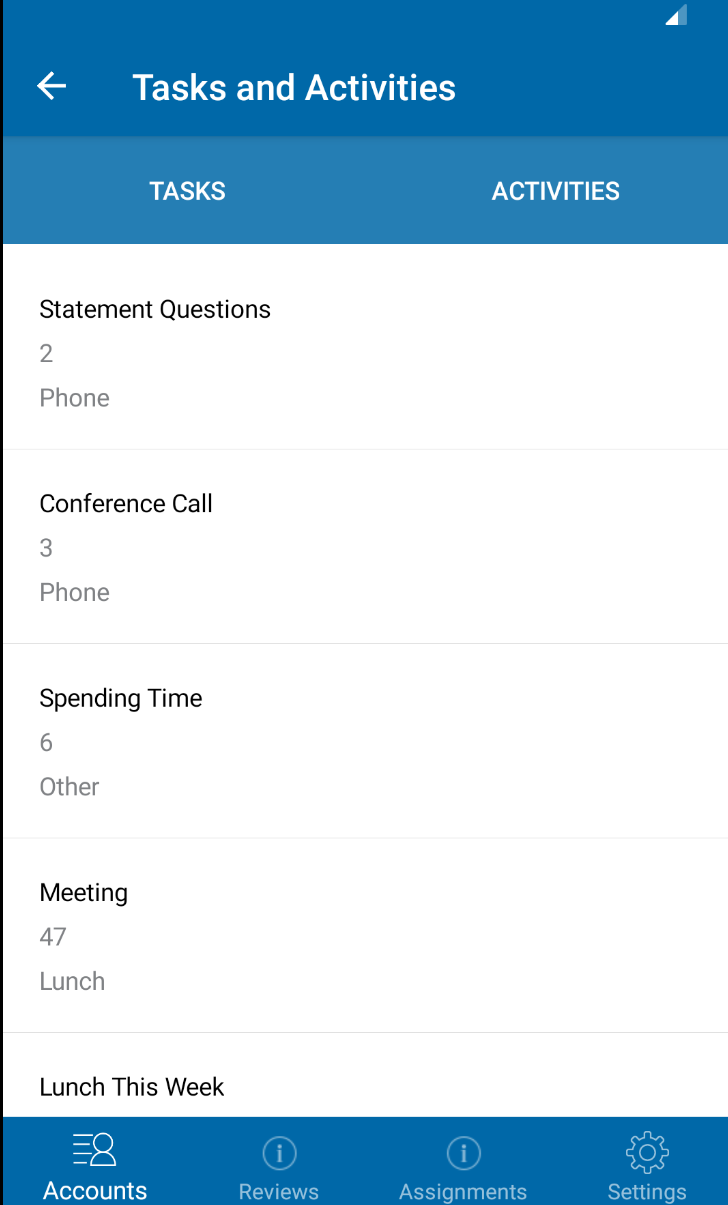 Tasks and Activities
TASKS ACTIVITIES
Statement Questions
2
Phone
Conference Call
3
Phone
Spending Time
6
Other
Meeting
47
Lunch
Lunch This Week
Accounts Reviews Assignments Settings